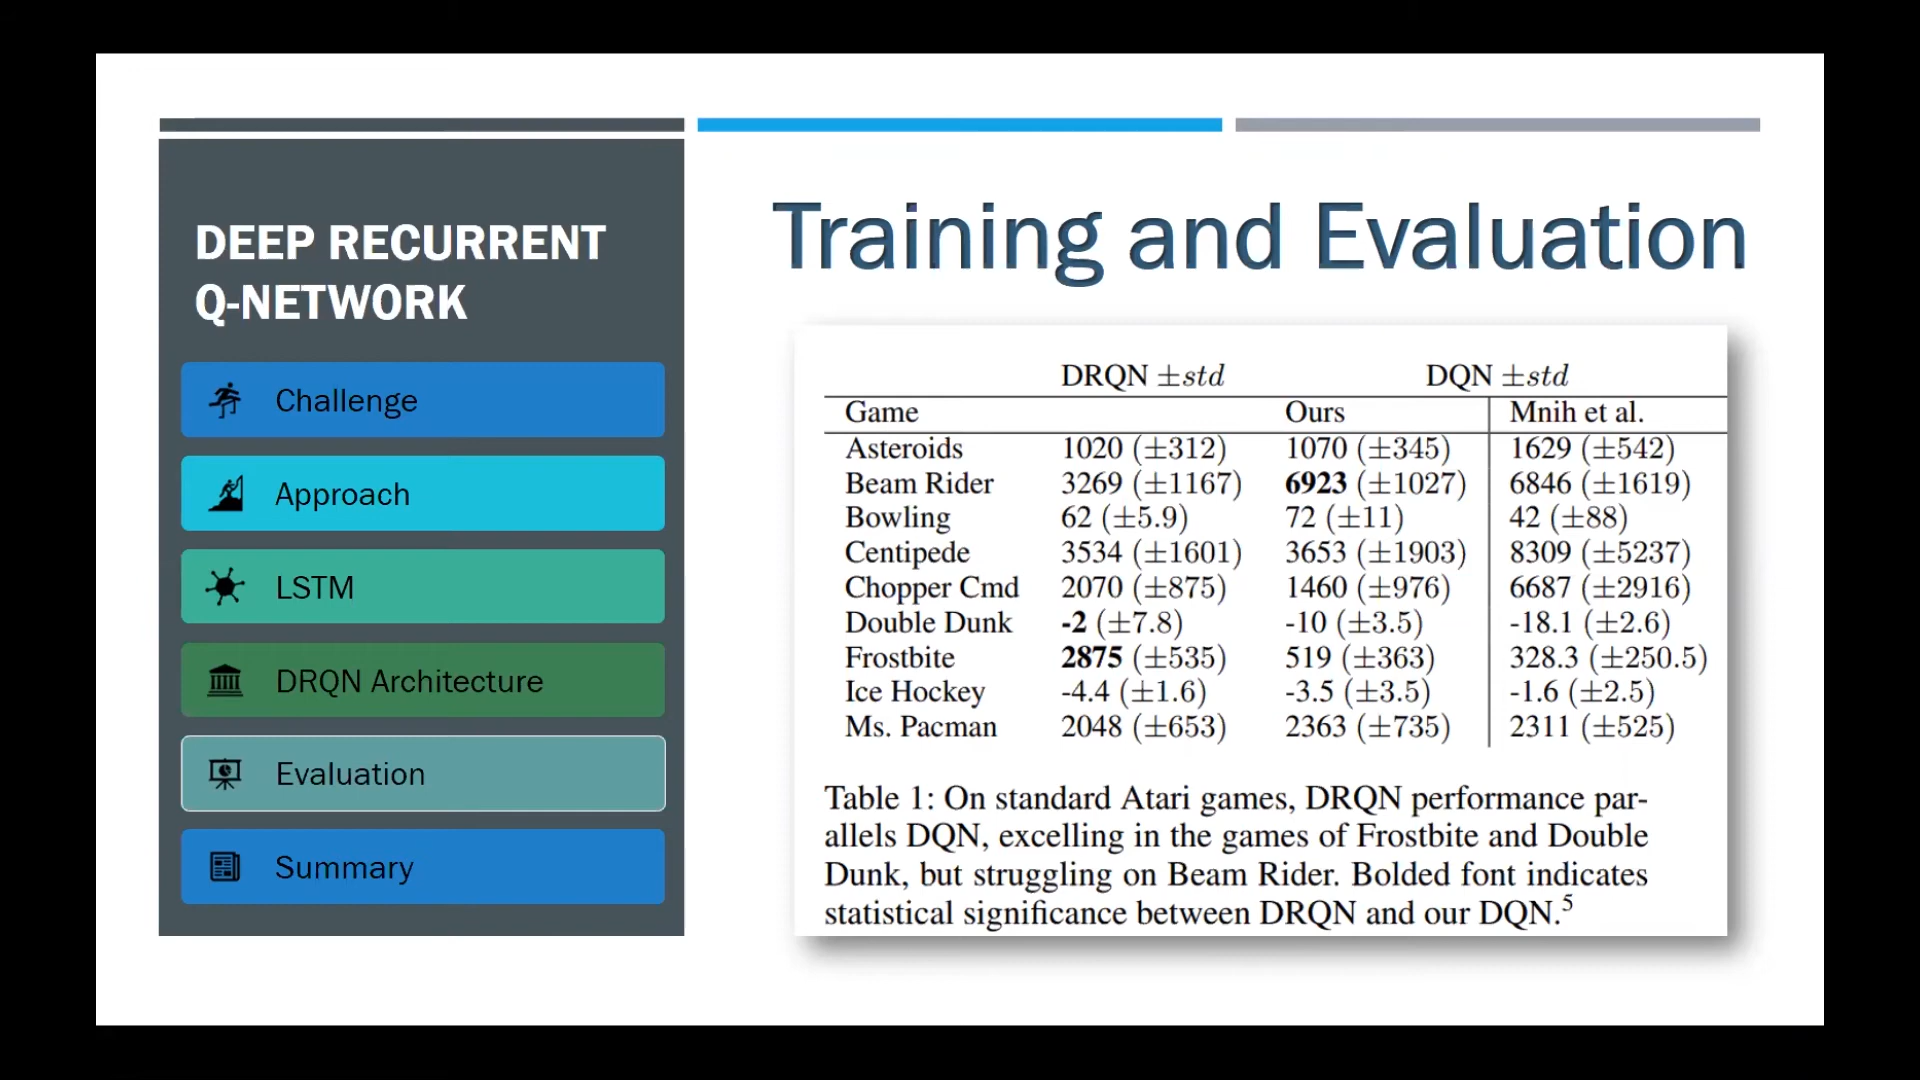 DEEP RECURRENT
Q-NETWORK
Challenge
Approach
LSTM
DRQN Architecture
Evaluation
Summary
Training and Evaluation
DRQN ±std DQN ±std
Game Ours Mnih et al.
Asteroids 1020 (±312) 1070 (±345) 1629 (±542)
Beam Rider 3269 (±1167) 6923 (±1027) 6846 (±1619)
Bowling 62 (±5.9) 72 (±11) 42 (±88)
Centipede 3534 (±1601) 3653 (±1903) 8309 (±5237)
Chopper Cmd 2070 (±875) 1460 (±976) 6687 (±2916)
Double Dunk -2 (±7.8) -10 (±3.5) -18.1 (±2.6)
Frostbite 2875 (±535) 519 (±363) 328.3 (±250.5)
Ice Hockey -4.4 (±1.6) -3.5 (±3.5) -1.6 (±2.5)
Ms. Pacman 2048 (±653) 2363 (±735) 2311 (±525)
Table 1: On standard Atari games, DRQN performance par-
allels DQN, excelling in the games of Frostbite and Double
Dunk, but struggling on Beam Rider. Bolded font indicates
statistical significance between DRQN and our DQN.⁵